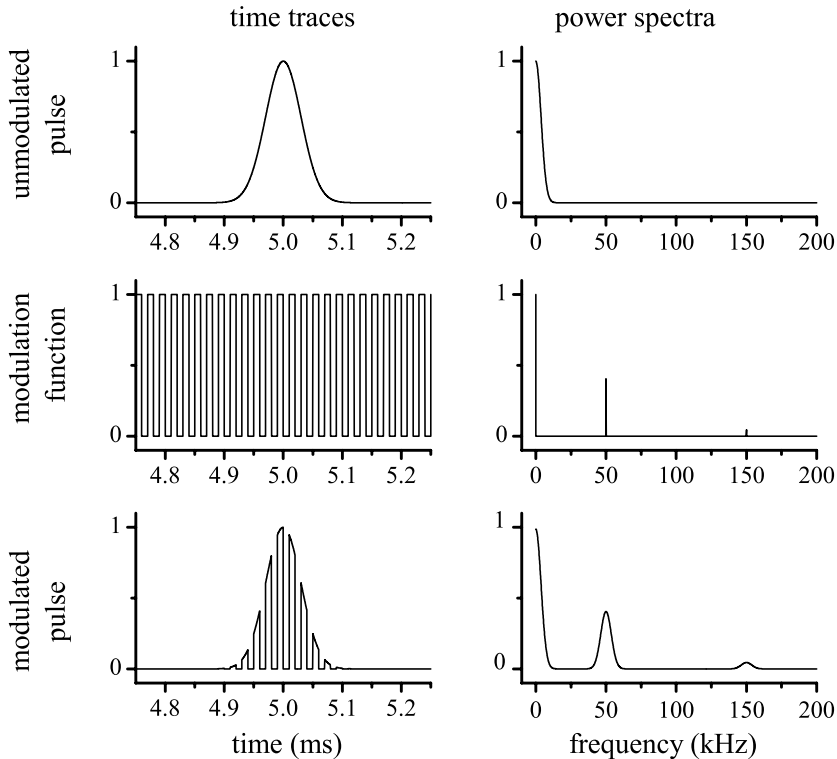 time traces
power spectra
unmodulated
pulse
1
0
4.8 4.9 5.0 5.1 5.2
1
0
0 50 100 150 200
modulation
function
1
0
4.8 4.9 5.0 5.1 5.2
1
0
0 50 100 150 200
modulated
pulse
1
0
4.8 4.9 5.0 5.1 5.2
time (ms)
1
0
0 50 100 150 200
frequency (kHz)